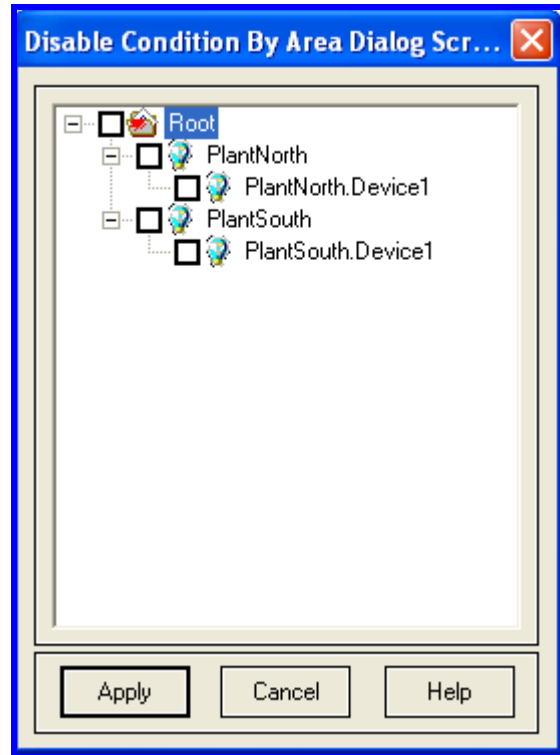 Disable Condition By Area Dialog Scr...
Root
PlantNorth
PlantNorth.Device1
PlantSouth
PlantSouth.Device1
Apply Cancel Help